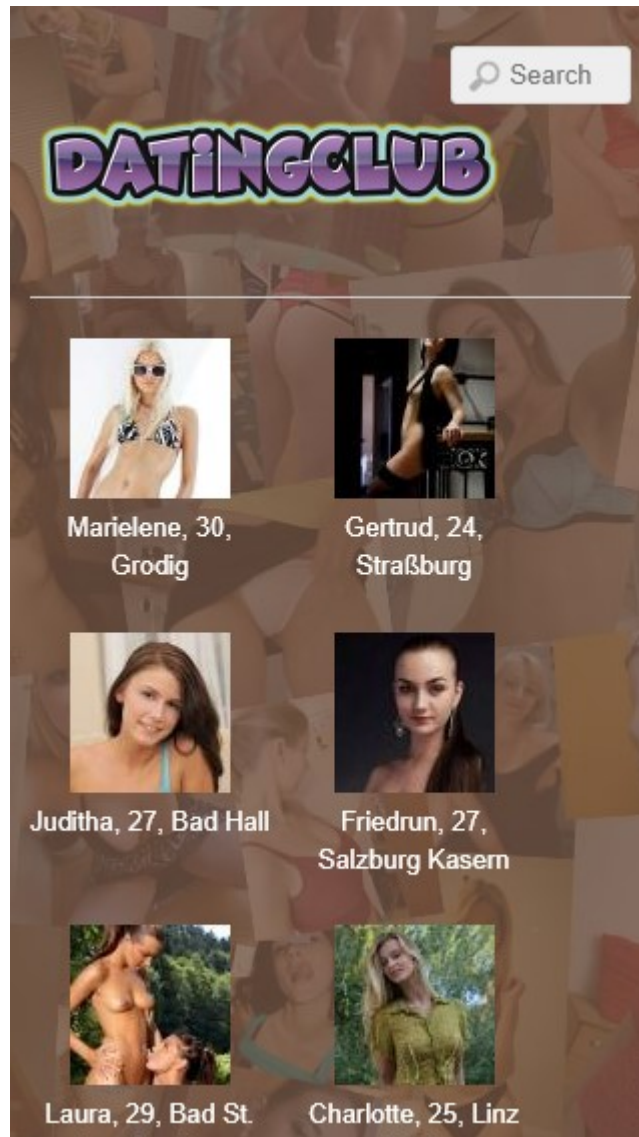 Search
DATiNGCLUB
Marielene, 30,
Grodig
Gertrud, 24,
Straßburg
Juditha, 27, Bad Hall
Friedrun, 27,
Salzburg Kasern
Laura, 29, Bad St.
Charlotte, 25, Linz